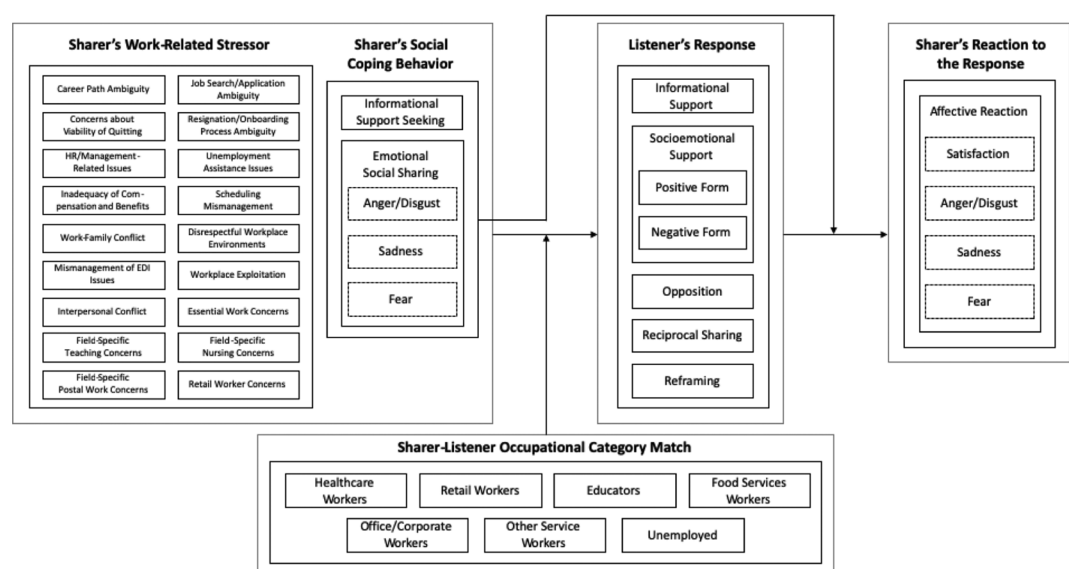 Sharer's Work-Related Stressor
Career Path Ambiguity
Job Search/Application
Ambiguity
Concerns about
Viability of Quitting
Resignation/Onboarding
Process Ambiguity
HR/Management-
Related Issues
Unemployment
Assistance Issues
Inadequacy of Com-
pensation and Benefits
Scheduling
Mismanagement
Work-Family Conflict
Disrespectful Workplace
Environments
Mismanagement of EDI
Issues
Workplace Exploitation
Interpersonal Conflict
Essential Work Concerns
Field-Specific
Teaching Concerns
Field-Specific
Nursing Concerns
Field-Specific
Postal Work Concerns
Retail Worker Concerns
Sharer's Social
Coping Behavior
Informational
Support Seeking
Emotional
Social Sharing
Anger/Disgust
Sadness
Fear
Listener's Response
Informational
Support
Socioemotional
Support
Positive Form
Negative Form
Opposition
Reciprocal Sharing
Reframing
Sharer's Reaction to
the Response
Affective Reaction
Satisfaction
Anger/Disgust
Sadness
Fear
Sharer-Listener Occupational Category Match
Healthcare
Workers
Retail Workers
Educators
Food Services
Workers
Office/Corporate
Workers
Other Service
Workers
Unemployed